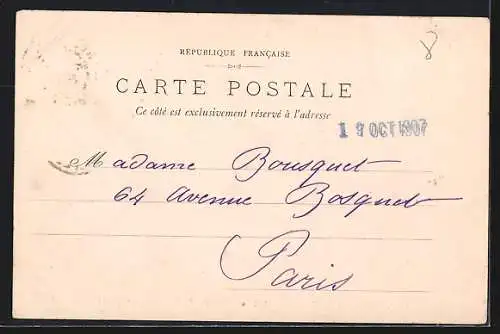 8
RÉPUBLIQUE FRANÇAISE
CARTE POSTALE
Ce côté est exclusivement réservé à l'adresse
OCT 1907
Madame Bousquet
64 Avenue Bosquet
Paris